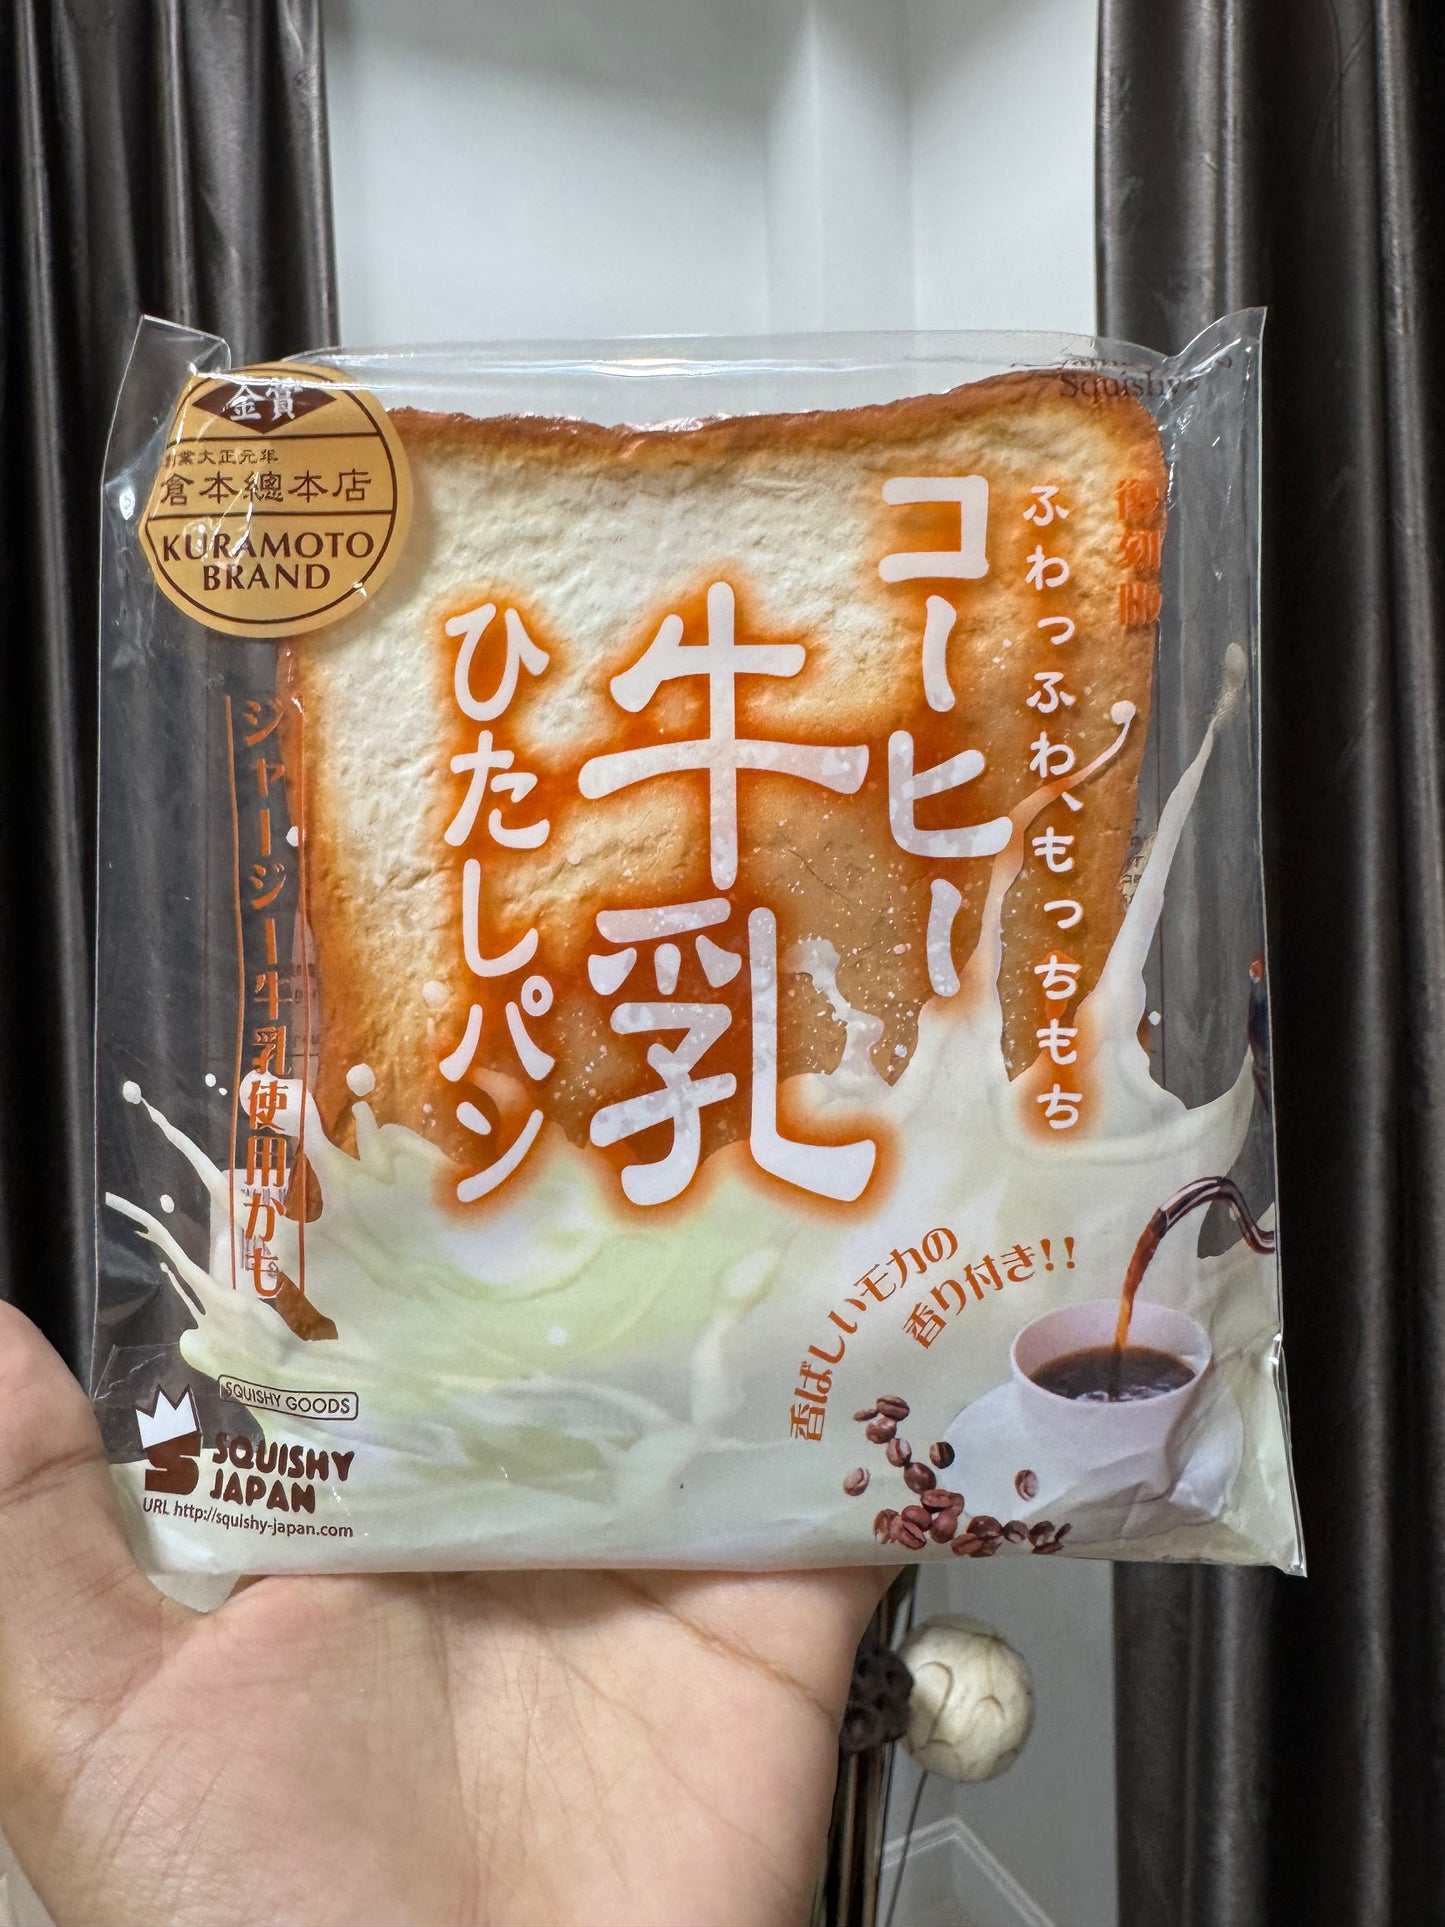 金賞
創業大正元年
倉本總本店
KURAMOTO
BRAND
Squishy
復刻版
ふわっふわ、もっちもち
コーヒー
牛乳
ひたしパン
ジャージー牛乳使用かも
香ばしいモカの
香り付き!!
SQUISHY GOODS
SQUISHY
JAPAN
URL http://squishy-japan.com